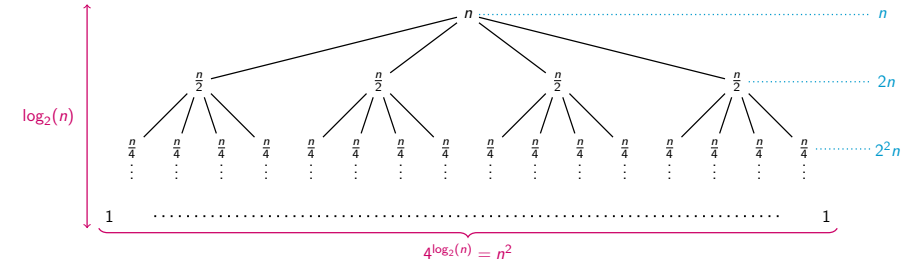 n n
n/2 n/2 n/2 n/2 2n
log₂(n)
n/4 n/4 n/4 n/4 n/4 n/4 n/4 n/4 n/4 n/4 n/4 n/4 n/4 n/4 n/4 n/4 2²n
⋮ ⋮ ⋮ ⋮ ⋮ ⋮ ⋮ ⋮ ⋮ ⋮ ⋮ ⋮ ⋮ ⋮ ⋮ ⋮
1 1
4^{log₂(n)} = n²